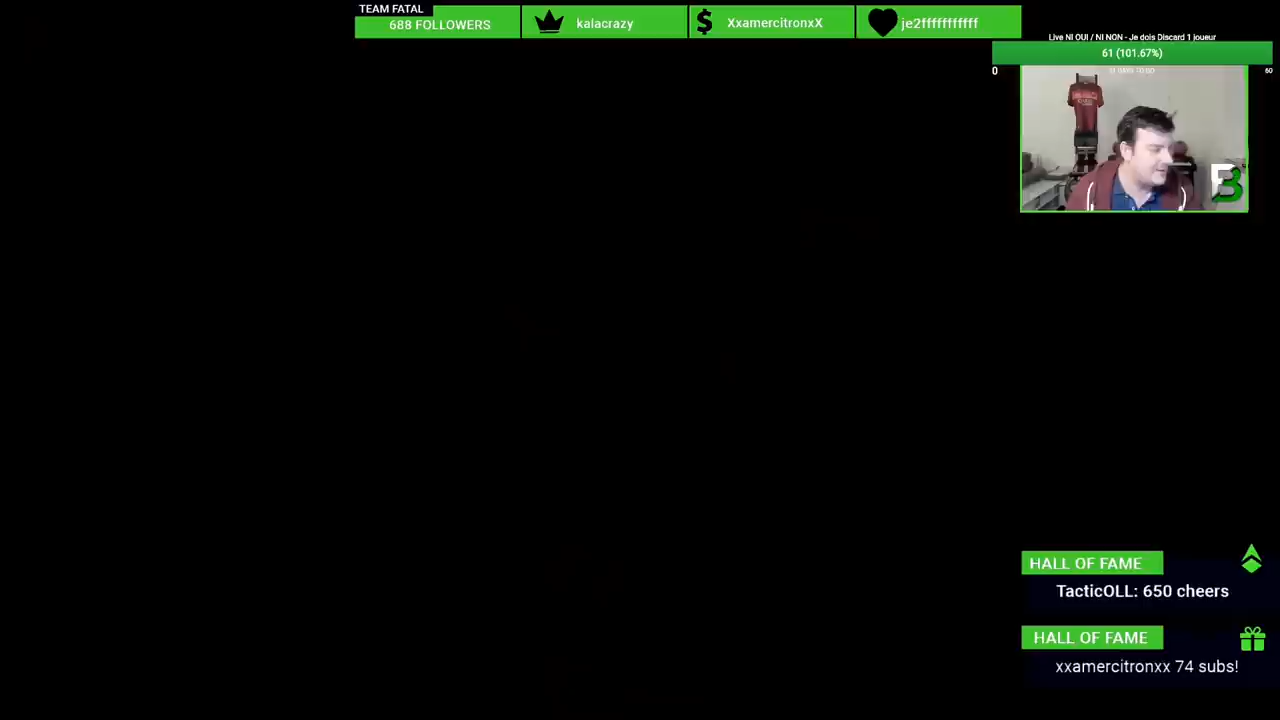 TEAM FATAL
688 FOLLOWERS
kalacrazy
$
XxamercitronxX
je2fffffffffff
Live NI OUI / NI NON - Je dois Discard 1 joueur
61 (101.67%)
0
60
HALL OF FAME
TacticOLL: 650 cheers
HALL OF FAME
xxamercitronxx 74 subs!